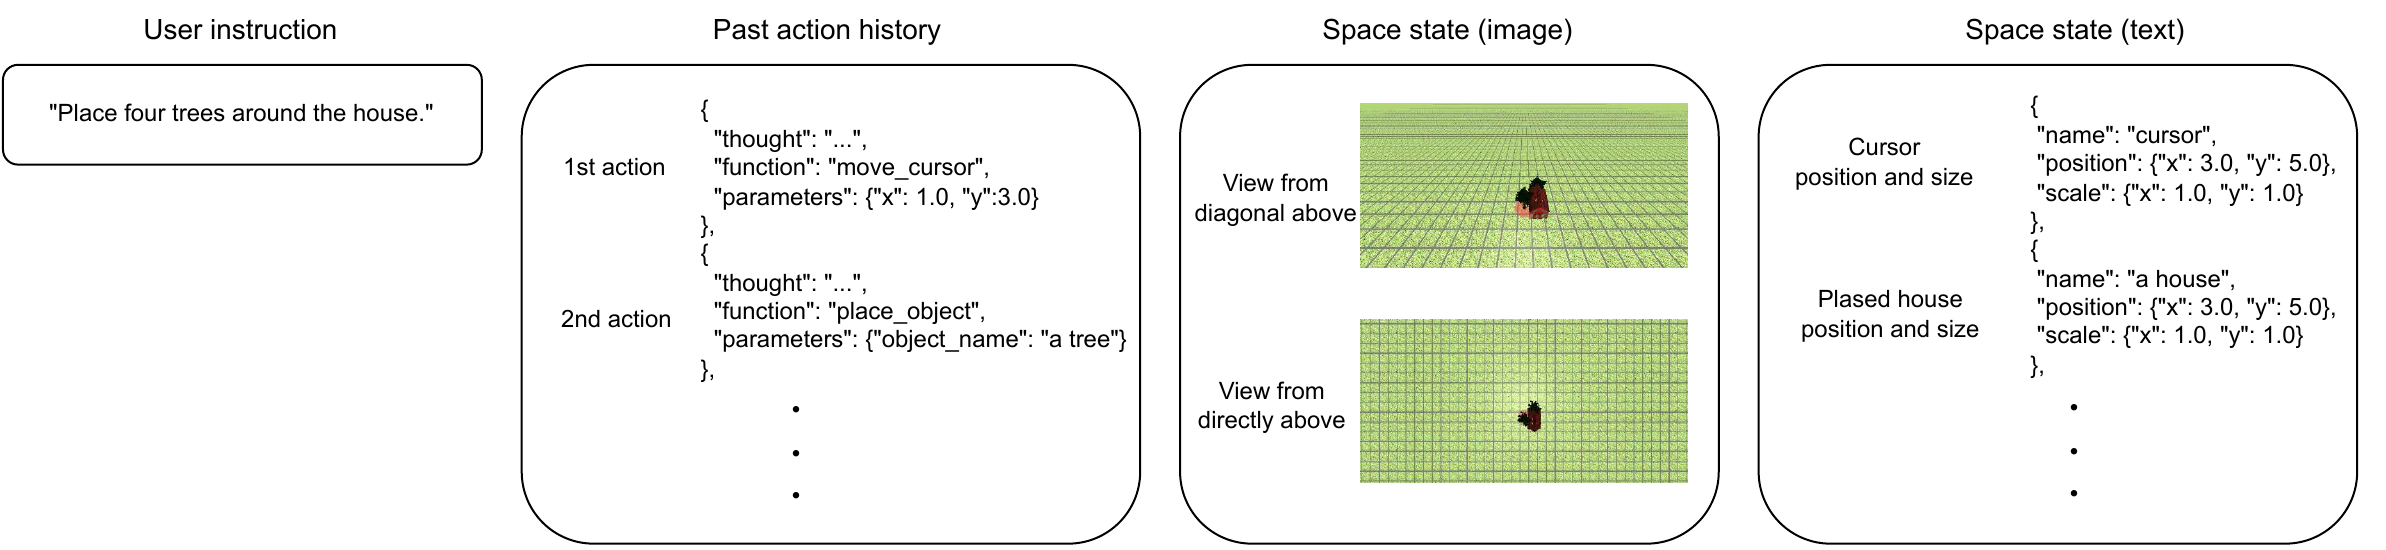 User instruction
"Place four trees around the house."
Past action history
1st action
{
"thought": "...",
"function": "move_cursor",
"parameters": {"x": 1.0, "y":3.0}
},
2nd action
{
"thought": "...",
"function": "place_object",
"parameters": {"object_name": "a tree"}
},
Space state (image)
View from
diagonal above
View from
directly above
Space state (text)
Cursor
position and size
{
"name": "cursor",
"position": {"x": 3.0, "y": 5.0},
"scale": {"x": 1.0, "y": 1.0}
},
Plased house
position and size
{
"name": "a house",
"position": {"x": 3.0, "y": 5.0},
"scale": {"x": 1.0, "y": 1.0}
},